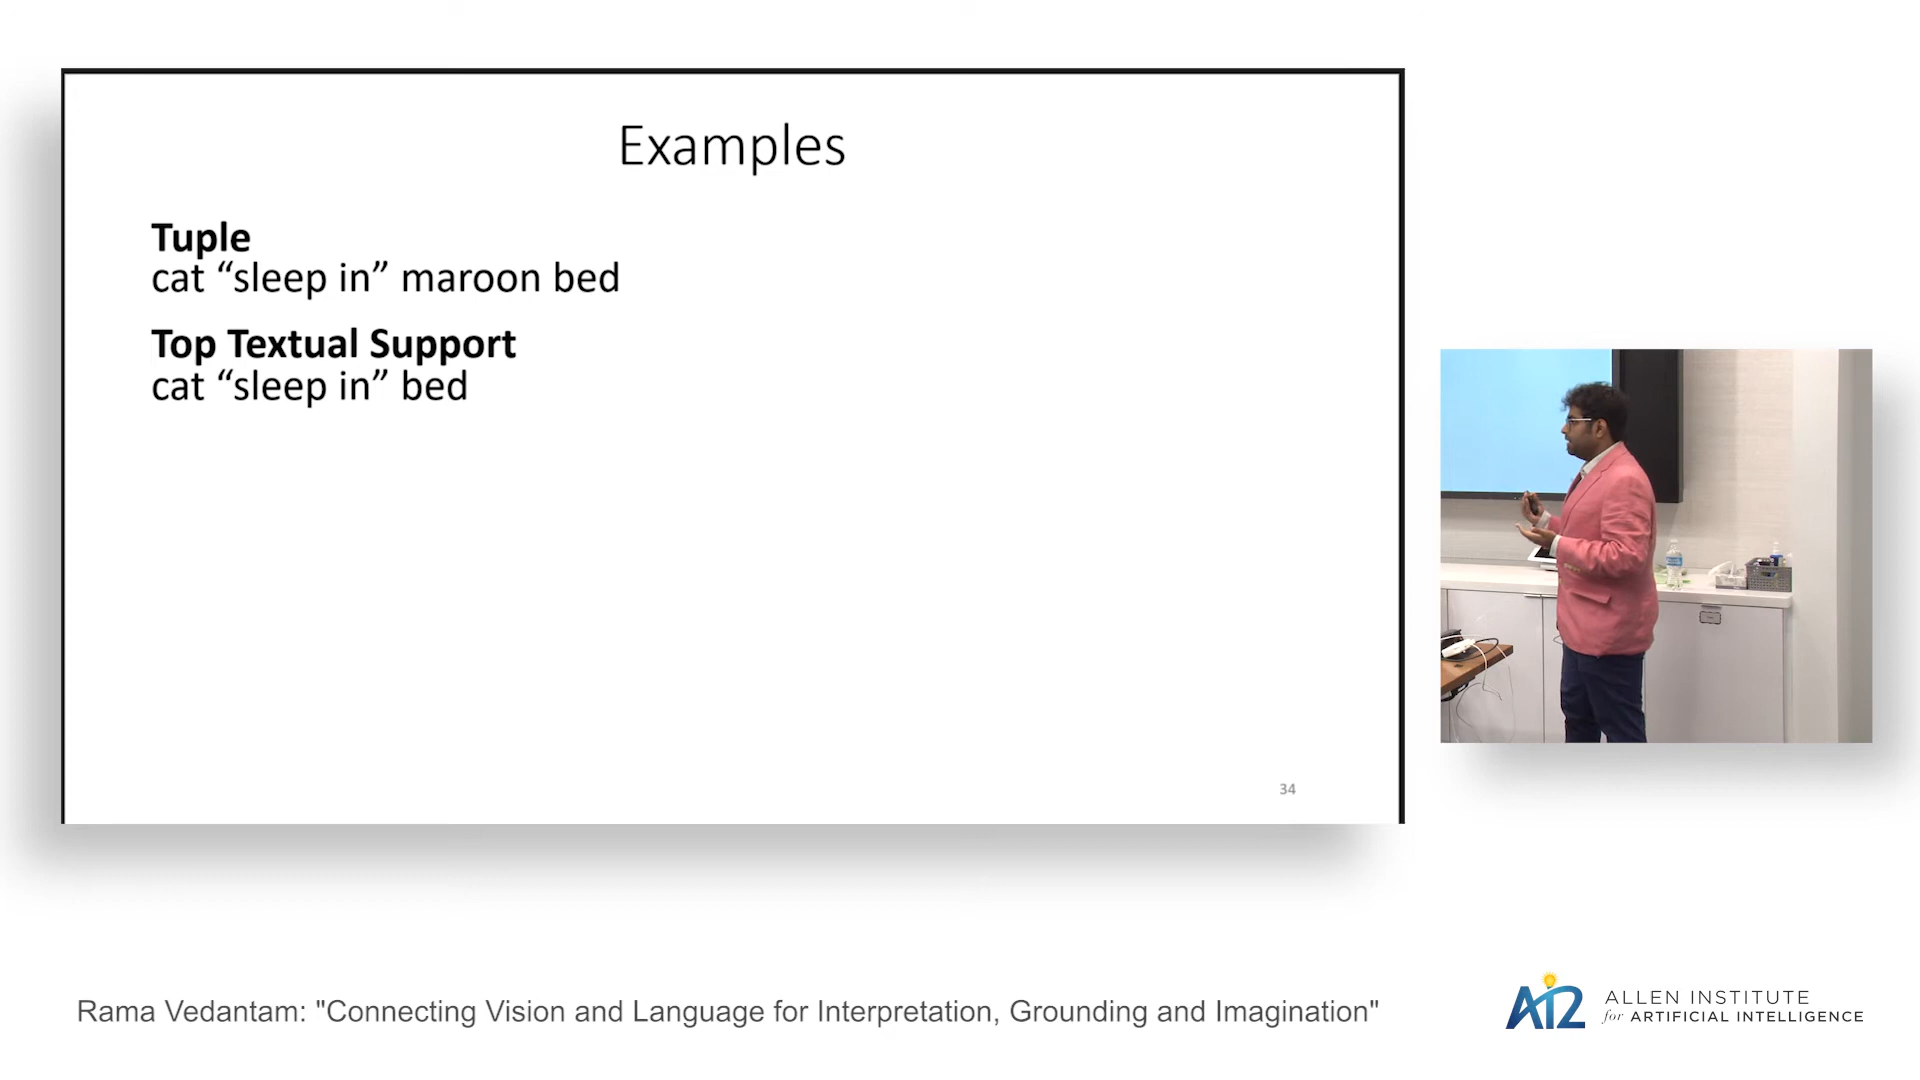 Examples
Tuple
cat “sleep in” maroon bed
Top Textual Support
cat “sleep in” bed
34
Rama Vedantam: "Connecting Vision and Language for Interpretation, Grounding and Imagination"
AI2
ALLEN INSTITUTE
for ARTIFICIAL INTELLIGENCE